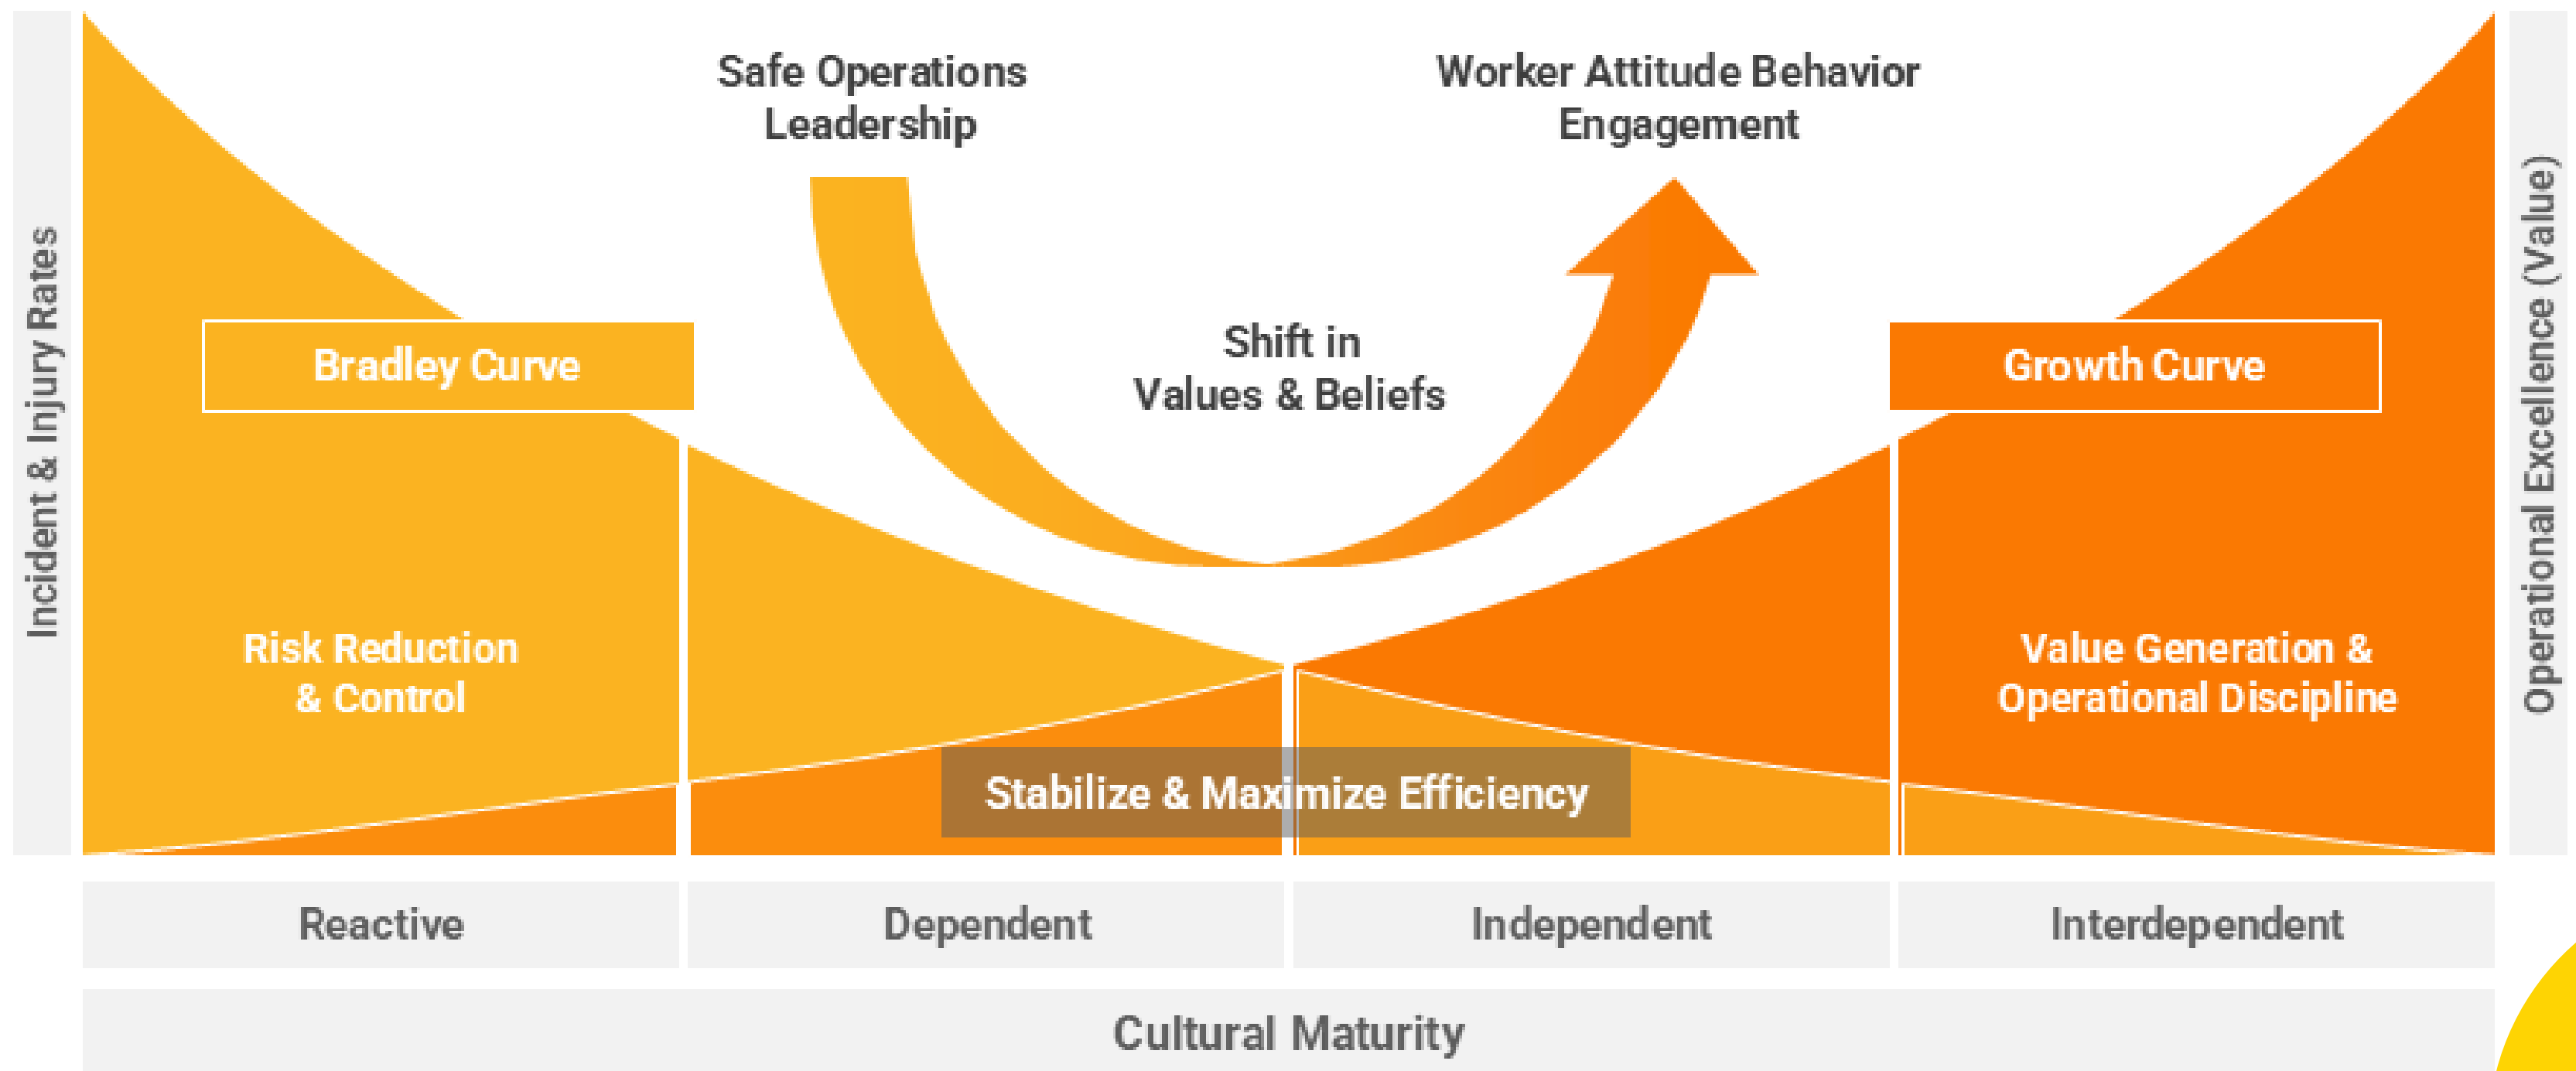 Safe Operations
Leadership
Worker Attitude Behavior
Engagement
Incident & Injury Rates
Operational Excellence (Value)
Shift in
Values & Beliefs
Bradley Curve
Growth Curve
Risk Reduction
& Control
Value Generation &
Operational Discipline
Stabilize & Maximize Efficiency
Reactive
Dependent
Independent
Interdependent
Cultural Maturity